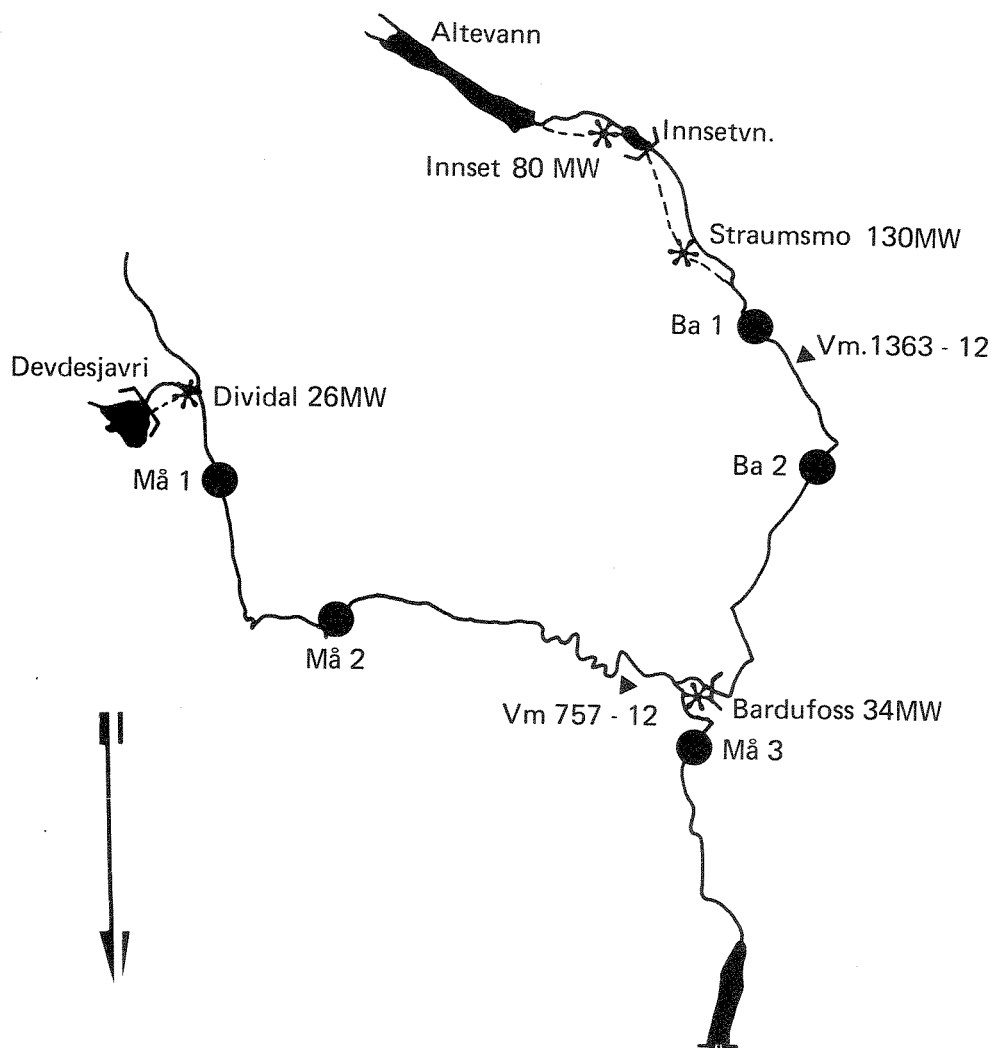 Altevann
Innsetvn.
Innset 80 MW
Straumsmo 130MW
Ba 1
Vm.1363 - 12
Devdesjavri
Dividal 26MW
Må 1
Ba 2
Må 2
Vm 757 - 12
Bardufoss 34MW
Må 3